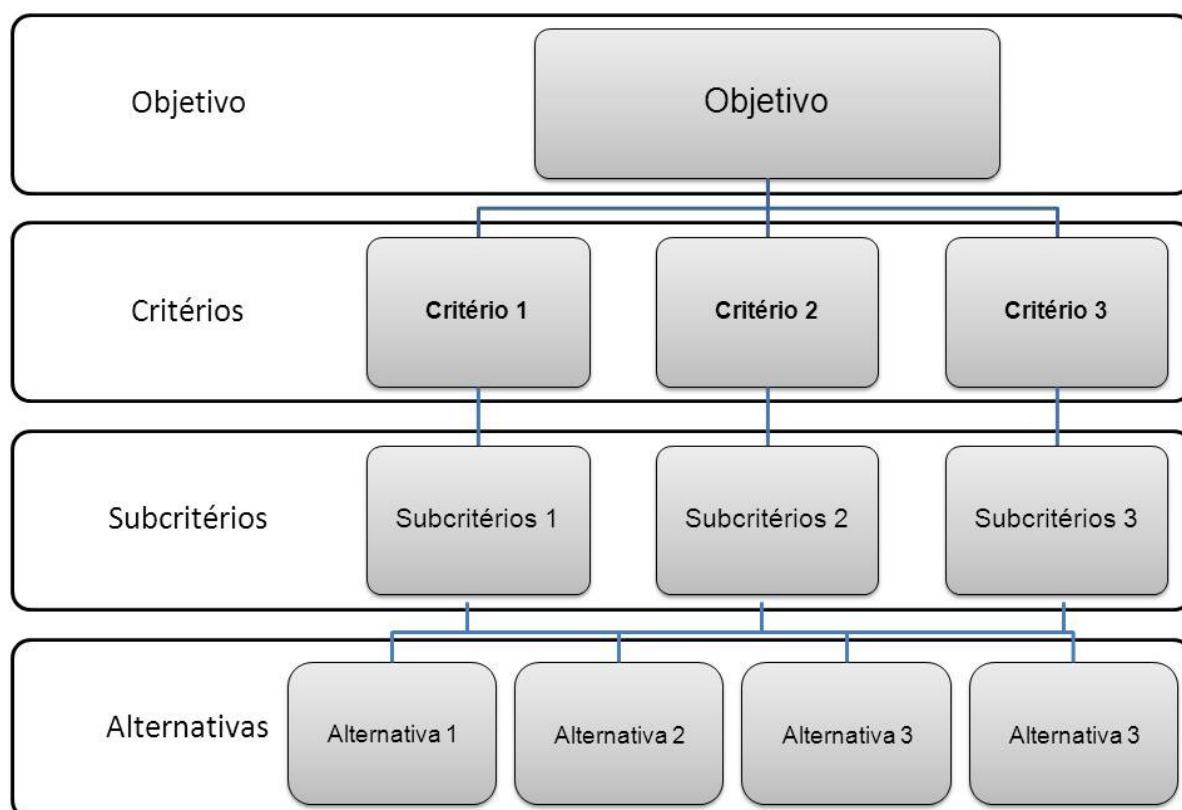 Objetivo
Objetivo
Critérios
Critério 1
Critério 2
Critério 3
Subcritérios
Subcritérios 1
Subcritérios 2
Subcritérios 3
Alternativas
Alternativa 1
Alternativa 2
Alternativa 3
Alternativa 3